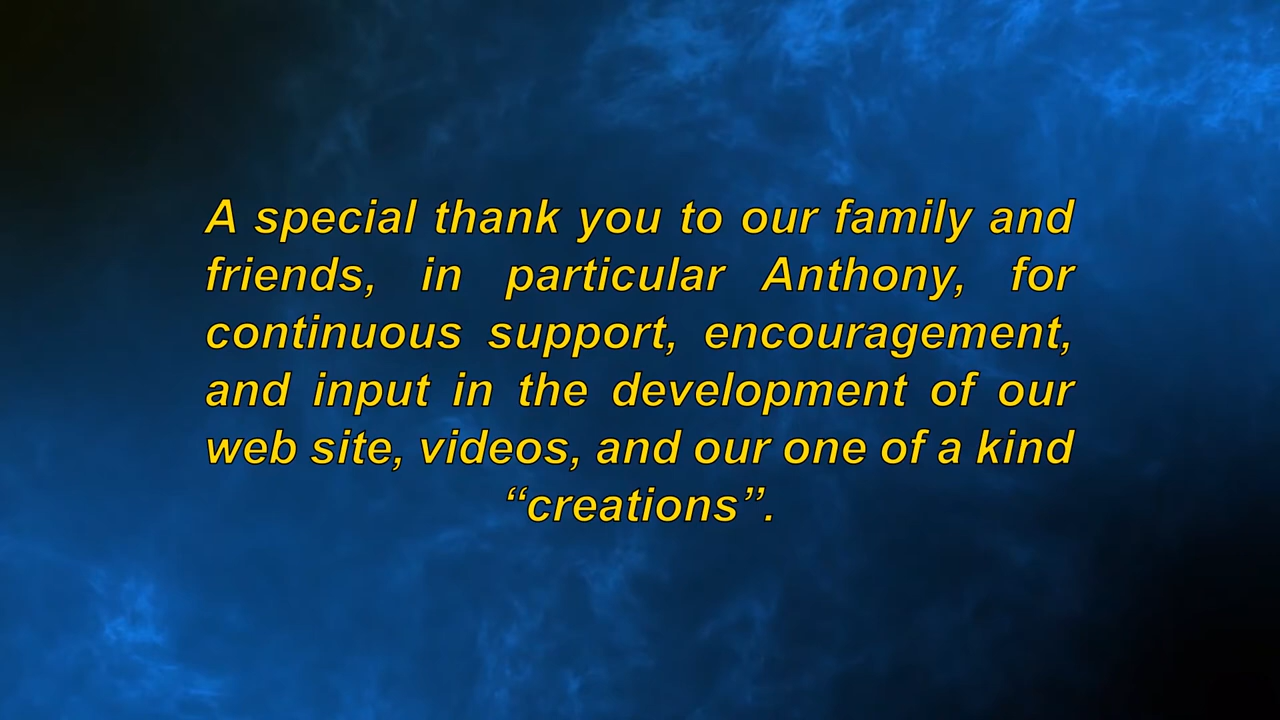 A special thank you to our family and
friends, in particular Anthony, for
continuous support, encouragement,
and input in the development of our
web site, videos, and our one of a kind
“creations”.